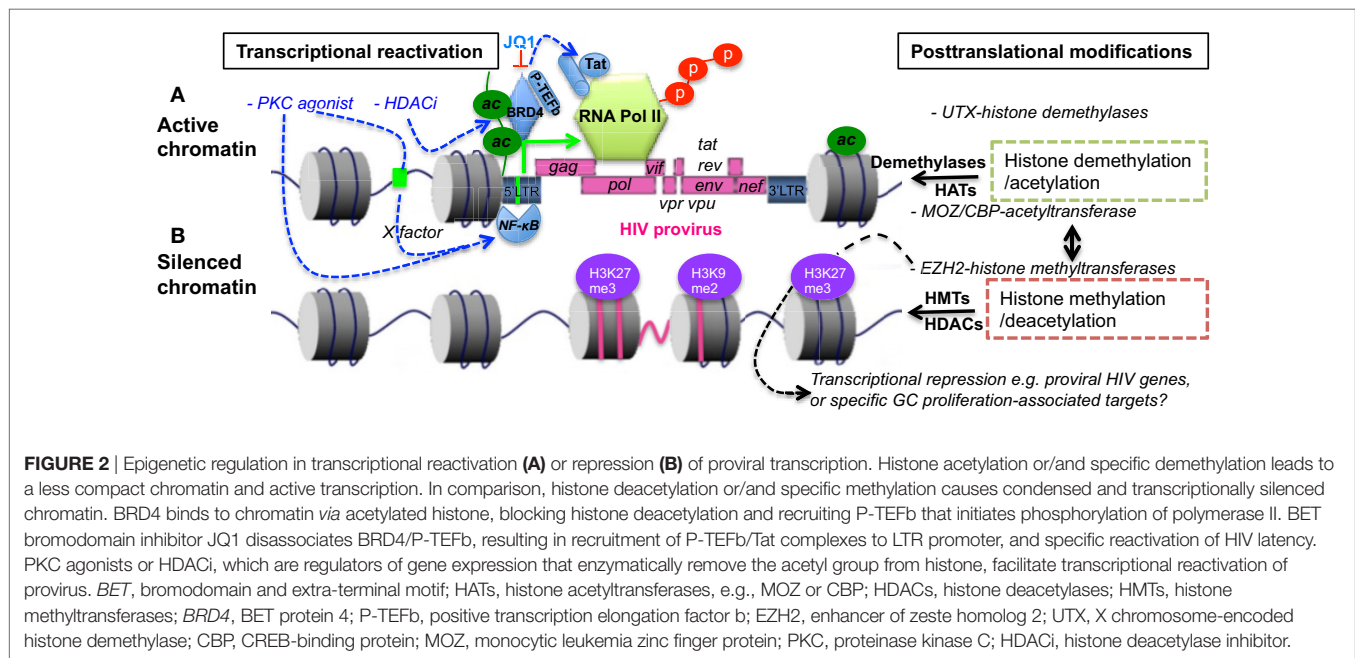 Transcriptional reactivation
JQ1
Posttranslational modifications
A
Active
chromatin
- PKC agonist
- HDACi
ac
ac
BRD4
P-TEFb
Tat
RNA Pol II
p
p
p
- UTX-histone demethylases
ac
Demethylases
HATs
Histone demethylation
/acetylation
- MOZ/CBP-acetyltransferase
gag
pol
vif
vpr vpu
tat
rev
env
nef
5'LTR
3'LTR
NF-κB
X factor
HIV provirus
B
Silenced
chromatin
H3K27
me3
H3K9
me2
H3K27
me3
- EZH2-histone methyltransferases
HMTs
HDACs
Histone methylation
/deacetylation
Transcriptional repression e.g. proviral HIV genes,
or specific GC proliferation-associated targets?
FIGURE 2 | Epigenetic regulation in transcriptional reactivation (A) or repression (B) of proviral transcription. Histone acetylation or/and specific demethylation leads to
a less compact chromatin and active transcription. In comparison, histone deacetylation or/and specific methylation causes condensed and transcriptionally silenced
chromatin. BRD4 binds to chromatin via acetylated histone, blocking histone deacetylation and recruiting P-TEFb that initiates phosphorylation of polymerase II. BET
bromodomain inhibitor JQ1 disassociates BRD4/P-TEFb, resulting in recruitment of P-TEFb/Tat complexes to LTR promoter, and specific reactivation of HIV latency.
PKC agonists or HDACi, which are regulators of gene expression that enzymatically remove the acetyl group from histone, facilitate transcriptional reactivation of
provirus. BET, bromodomain and extra-terminal motif; HATs, histone acetyltransferases, e.g., MOZ or CBP; HDACs, histone deacetylases; HMTs, histone
methyltransferases; BRD4, BET protein 4; P-TEFb, positive transcription elongation factor b; EZH2, enhancer of zeste homolog 2; UTX, X chromosome-encoded
histone demethylase; CBP, CREB-binding protein; MOZ, monocytic leukemia zinc finger protein; PKC, proteinase kinase C; HDACi, histone deacetylase inhibitor.